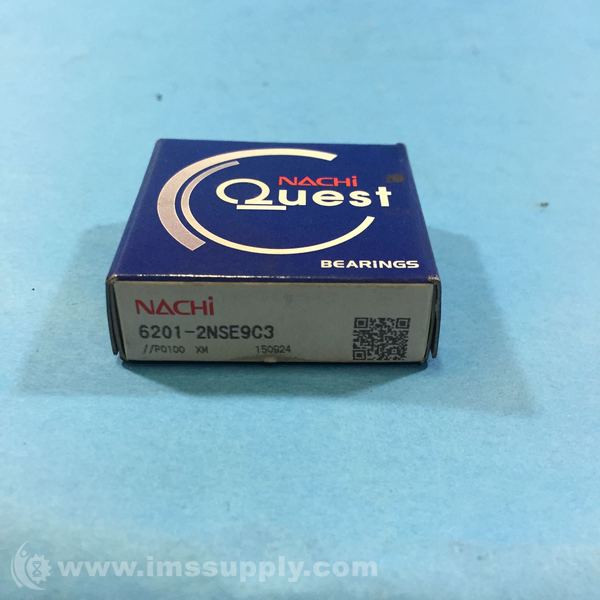 NACHi
Quest
BEARINGS
NACHi
6201-2NSE9C3
//P0100 XM 150924
www.imssupply.com